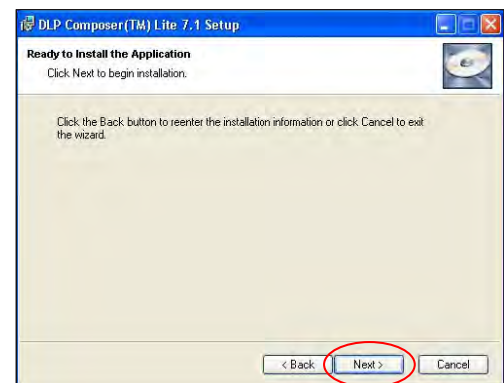 DLP Composer(TM) Lite 7.1 Setup
Ready to Install the Application
Click Next to begin installation.
Click the Back button to reenter the installation information or click Cancel to exit
the wizard.
< Back Next > Cancel